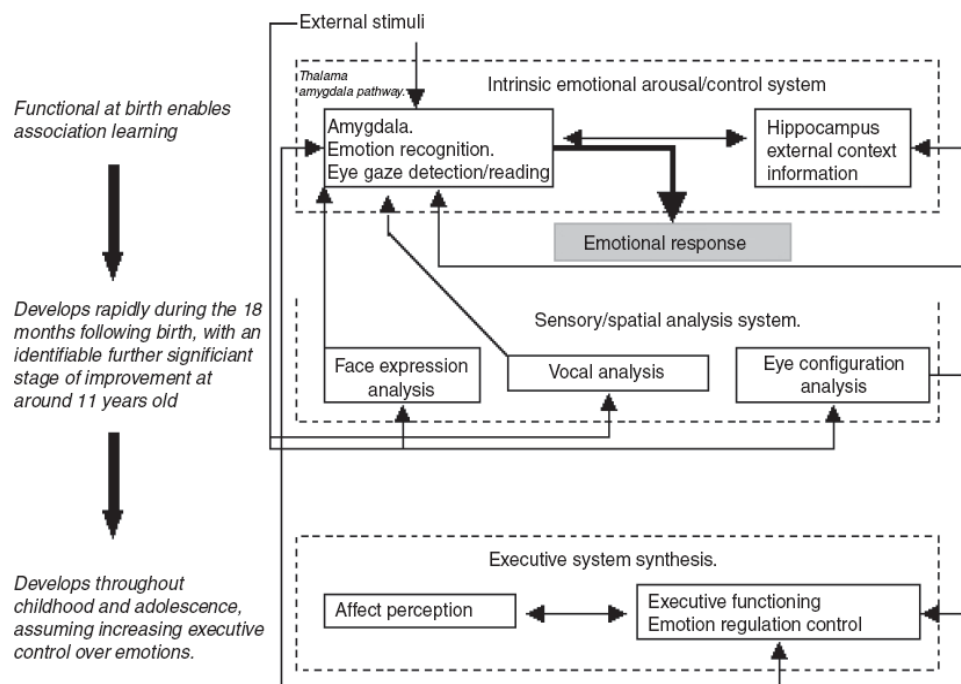 External stimuli
Thalama
amygdala pathway.
Intrinsic emotional arousal/control system
Functional at birth enables
association learning
Amygdala.
Emotion recognition.
Eye gaze detection/reading
Hippocampus
external context
information
Emotional response
Develops rapidly during the 18
months following birth, with an
identifiable further significiant
stage of improvement at
around 11 years old
Sensory/spatial analysis system.
Face expression
analysis
Vocal analysis
Eye configuration
analysis
Executive system synthesis.
Develops throughout
childhood and adolescence,
assuming increasing executive
control over emotions.
Affect perception
Executive functioning
Emotion regulation control